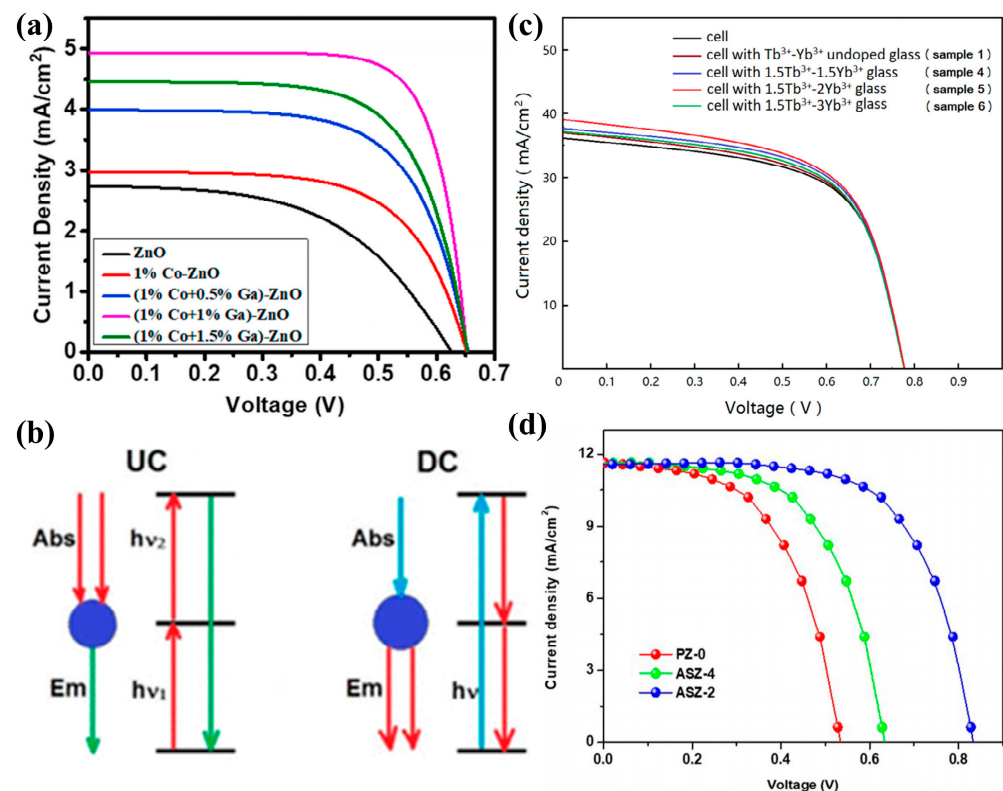 (a)
Current Density (mA/cm²)
5
4
3
2
1
0
ZnO
1% Co-ZnO
(1% Co+0.5% Ga)-ZnO
(1% Co+1% Ga)-ZnO
(1% Co+1.5% Ga)-ZnO
0.0 0.1 0.2 0.3 0.4 0.5 0.6 0.7
Voltage (V)
(c)
Current density ( mA/cm²)
50
40
30
20
10
cell
cell with Tb³⁺-Yb³⁺ undoped glass ( sample 1 )
cell with 1.5Tb³⁺-1.5Yb³⁺ glass ( sample 4 )
cell with 1.5Tb³⁺-2Yb³⁺ glass ( sample 5 )
cell with 1.5Tb³⁺-3Yb³⁺ glass ( sample 6 )
0 0.1 0.2 0.3 0.4 0.5 0.6 0.7 0.8 0.9
Voltage ( V )
(b)
UC
Abs
hν₂
Em
hν₁
DC
Abs
Em
hν
(d)
Current density (mA/cm²)
12
9
6
3
0
PZ-0
ASZ-4
ASZ-2
0.0 0.2 0.4 0.6 0.8
Voltage (V)